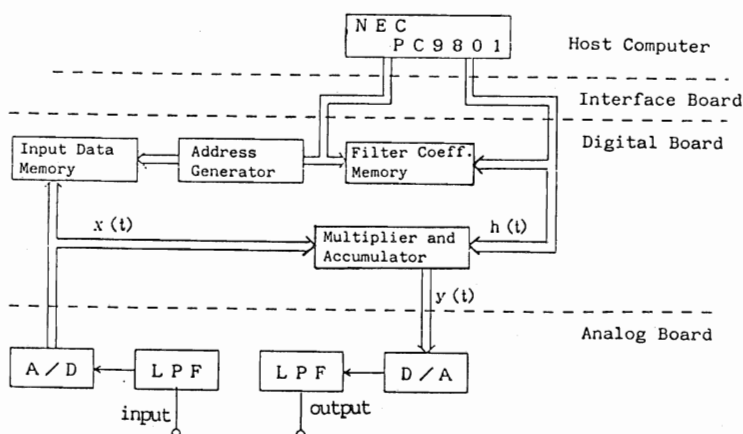 NEC
PC9801
Host Computer
Interface Board
Digital Board
Input Data
Memory
Address
Generator
Filter Coeff.
Memory
x(t)
Multiplier and
Accumulator
h(t)
y(t)
Analog Board
A/D
LPF
LPF
D/A
input
output